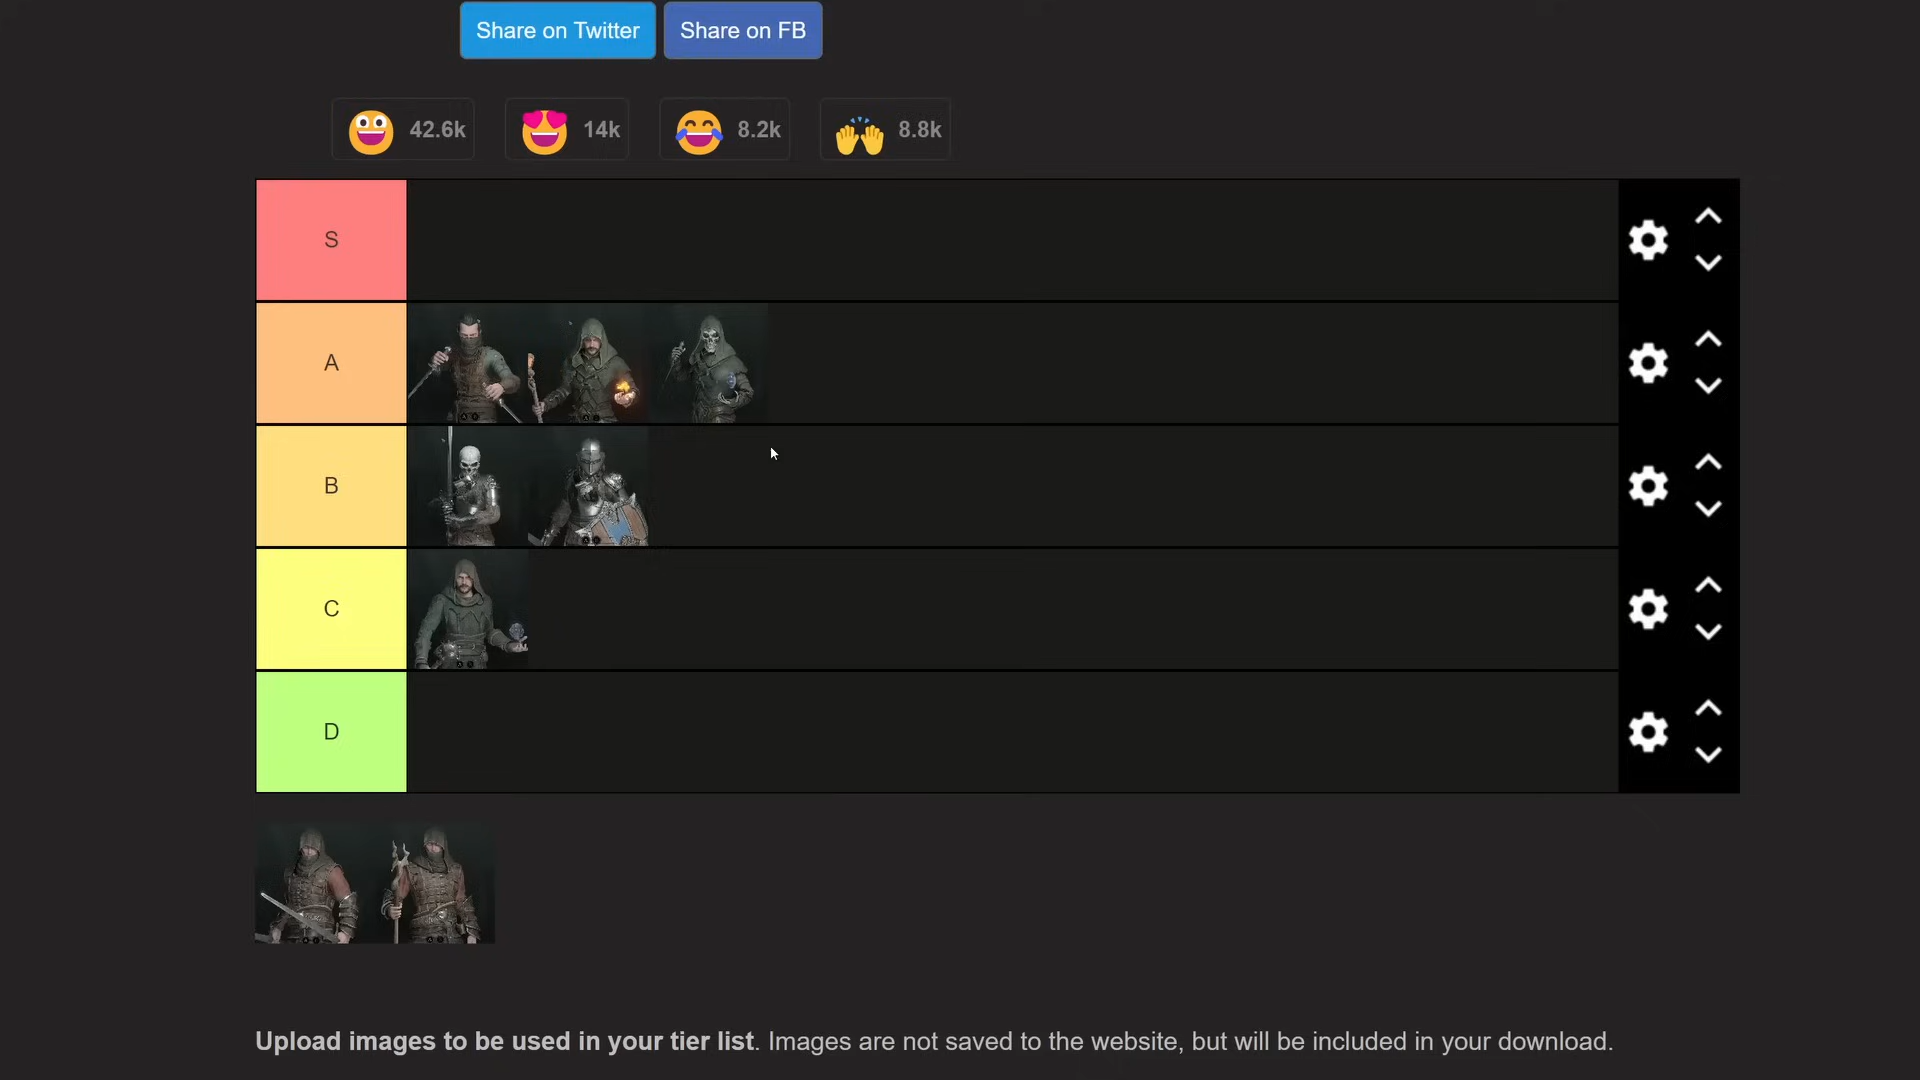 Share on Twitter
Share on FB
42.6k
14k
8.2k
8.8k
S
A
B
C
D
Upload images to be used in your tier list. Images are not saved to the website, but will be included in your download.